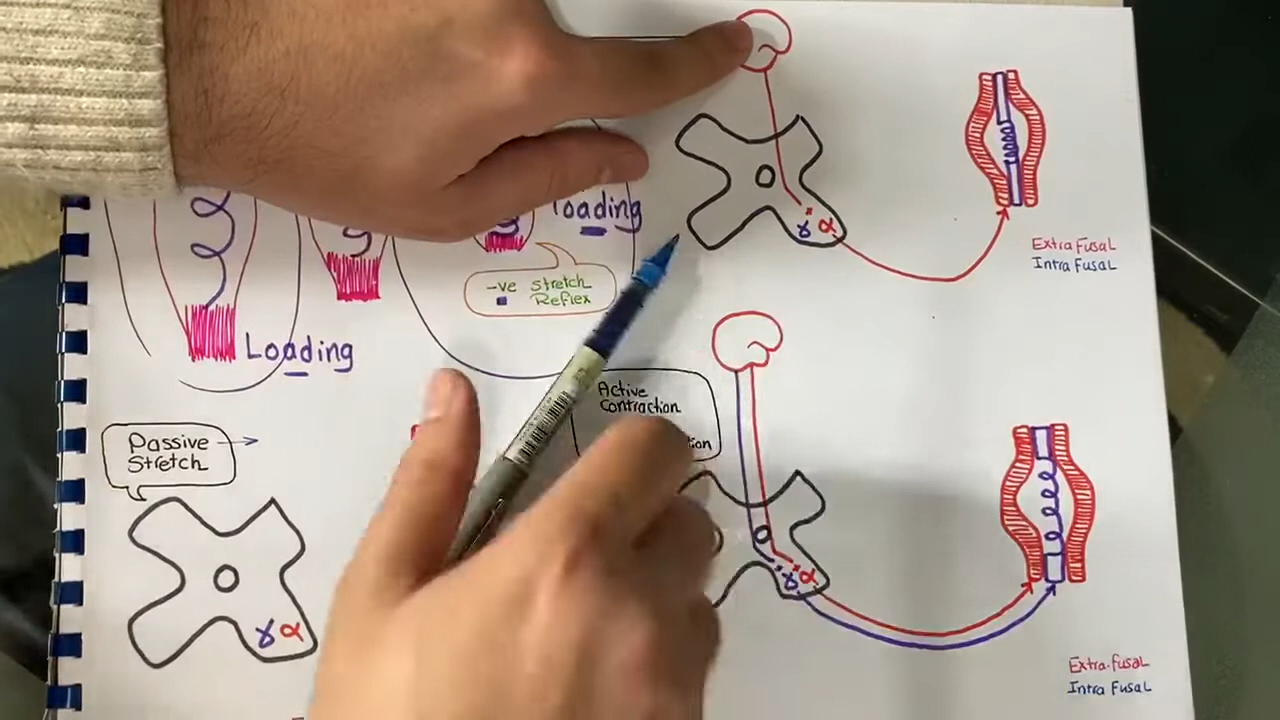 Loading
-ve stretch
Reflex
Loading
Passive
Stretch
Active
Contraction
ɣ α
Extra Fusal
Intra Fusal
ɣ α
ɣ α
Extra.fusal
Intra Fusal